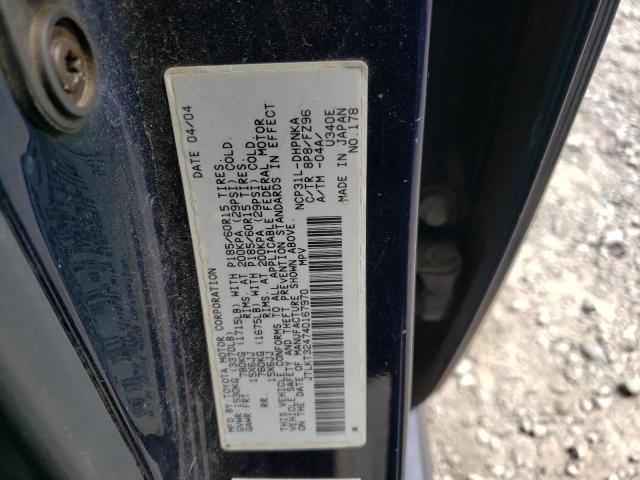 MFD BY TOYOTA MOTOR CORPORATION DATE 04/04
GVWR 1530KG (3370LB)
GAWR FRT. 780KG (1715LB) WITH P185/60R15 TIRES,
15X6JJ RIMS, AT 200KPA (29PSI) COLD.
RR. 760KG (1675LB) WITH P185/60R15 TIRES,
15X6JJ RIMS, AT 200KPA (29PSI) COLD
THIS VEHICLE CONFORMS TO ALL APPLICABLE FEDERAL MOTOR
VEHICLE SAFETY AND THEFT PREVENTION STANDARDS IN EFFECT
ON THE DATE OF MANUFACTURE SHOWN ABOVE.
JTLKT324740167970 NCP31L-DHPNKA
MPV C/TR 8P8/FZ96
A/TM -04A/ U340E
MADE IN JAPAN
NO.178